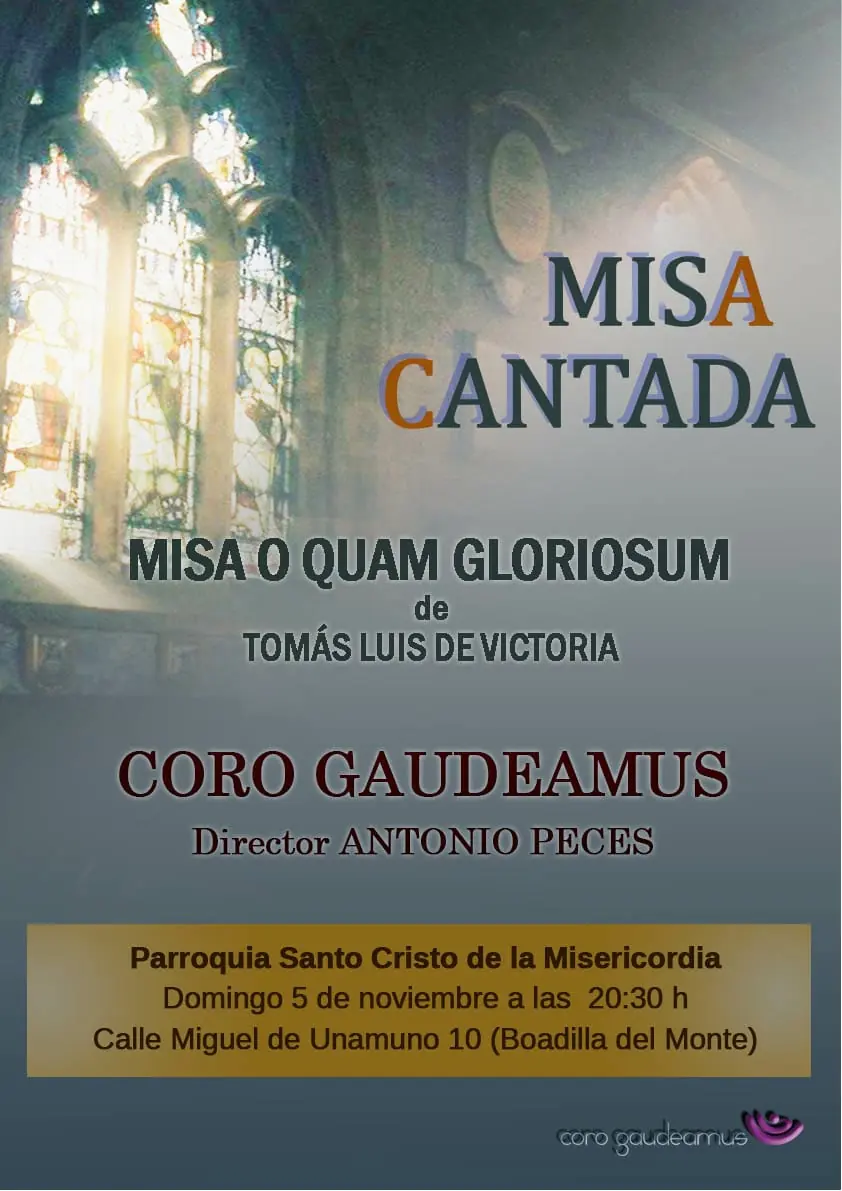 MISA
CANTADA
MISA O QUAM GLORIOSUM
de
TOMÁS LUIS DE VICTORIA
CORO GAUDEAMUS
Director ANTONIO PECES
Parroquia Santo Cristo de la Misericordia
Domingo 5 de noviembre a las 20:30 h
Calle Miguel de Unamuno 10 (Boadilla del Monte)
coro gaudeamus